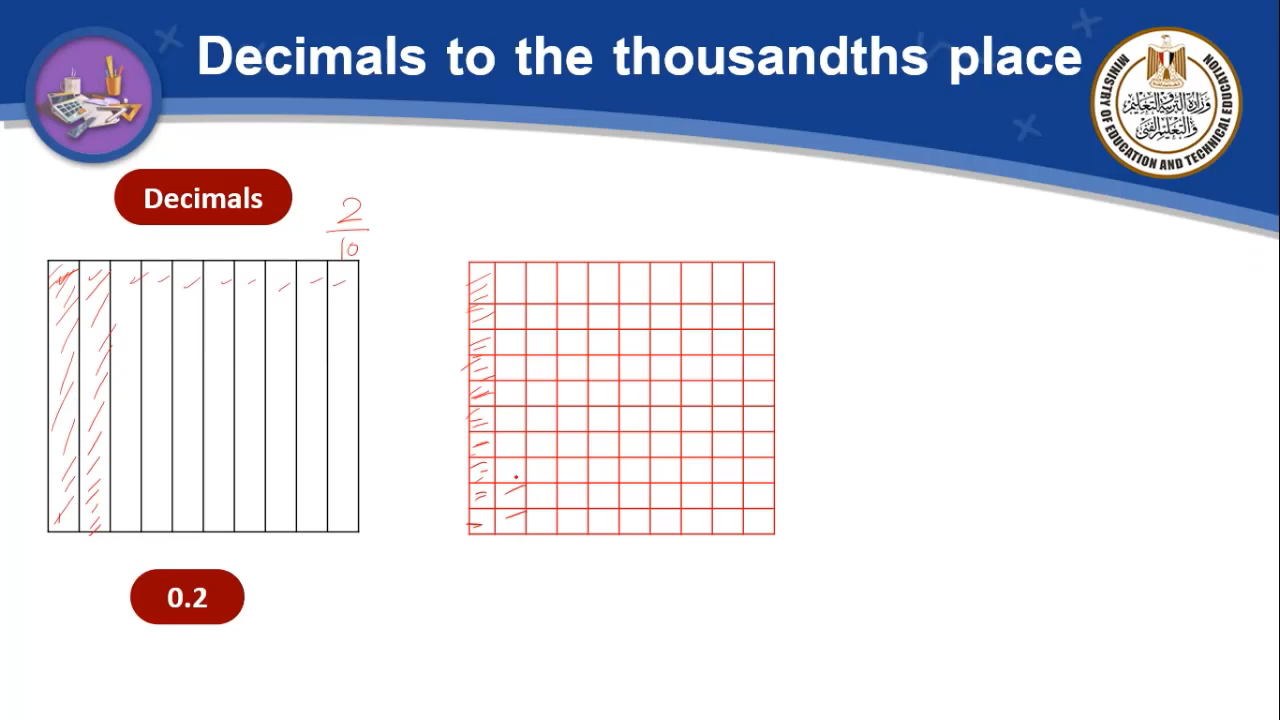 Decimals to the thousandths place
وزارة التربية والتعليم
والتعليم الفنى
MINISTRY OF EDUCATION AND TECHNICAL EDUCATION
Decimals
2
10
0.2